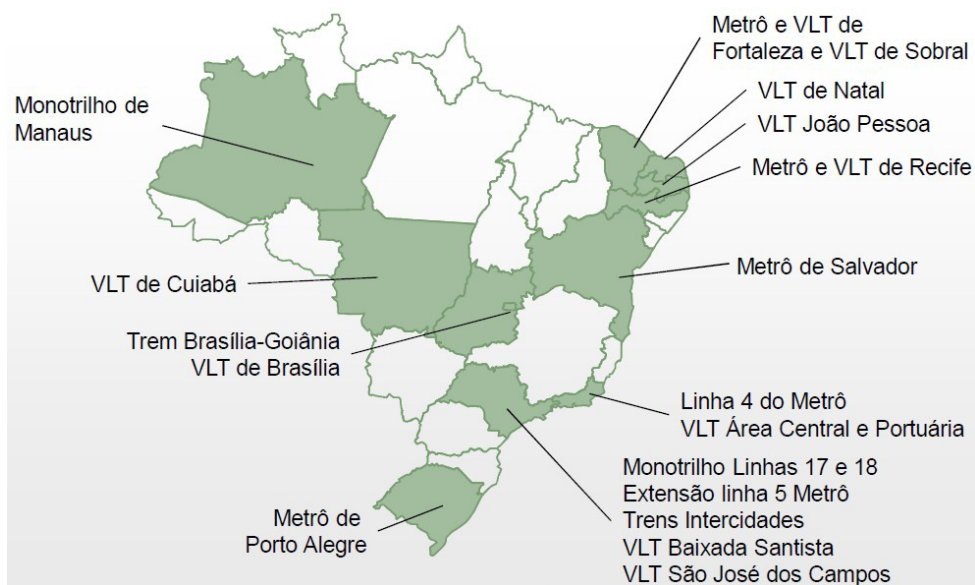 Metrô e VLT de
Fortaleza e VLT de Sobral
Monotrilho de
Manaus
VLT de Natal
VLT João Pessoa
Metrô e VLT de Recife
VLT de Cuiabá
Metrô de Salvador
Trem Brasília-Goiânia
VLT de Brasília
Linha 4 do Metrô
VLT Área Central e Portuária
Monotrilho Linhas 17 e 18
Extensão linha 5 Metrô
Trens Intercidades
VLT Baixada Santista
VLT São José dos Campos
Metrô de
Porto Alegre